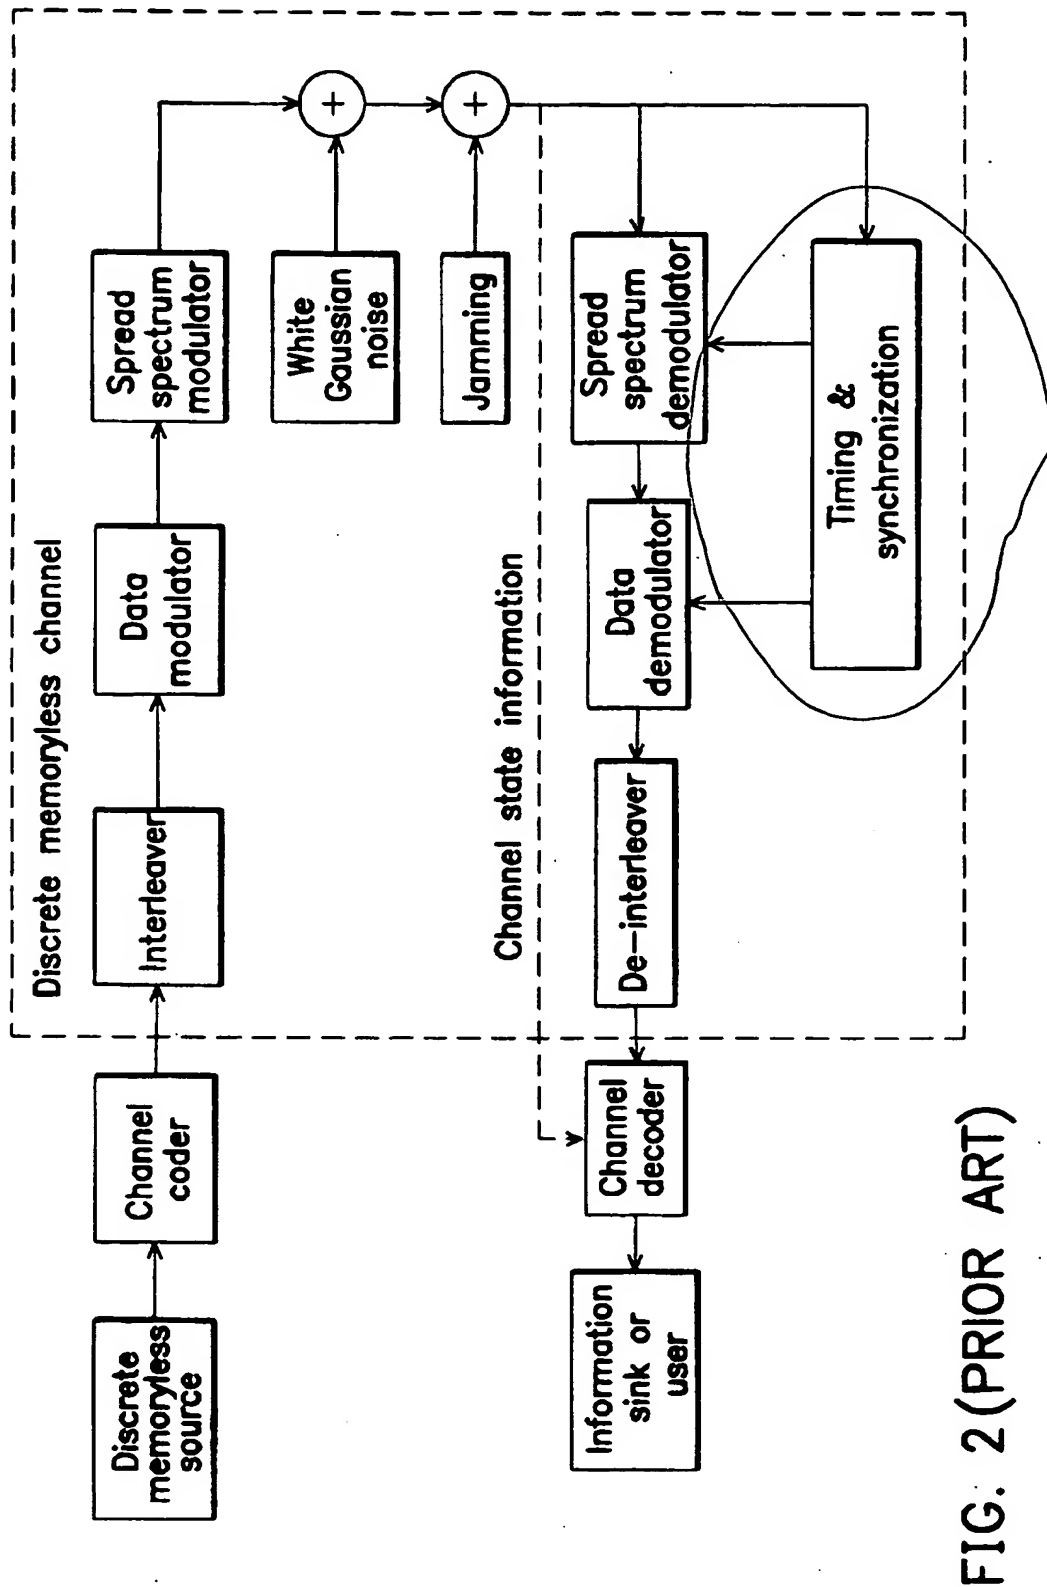 Discrete memoryless channel
Discrete
memoryless
source
Channel
coder
Interleaver
Data
modulator
Spread
spectrum
modulator
+
White
Gaussian
noise
+
Jamming
Channel state information
Information
sink or
user
Channel
decoder
De-interleaver
Data
demodulator
Spread
spectrum
demodulator
Timing &
synchronization
FIG. 2(PRIOR ART)